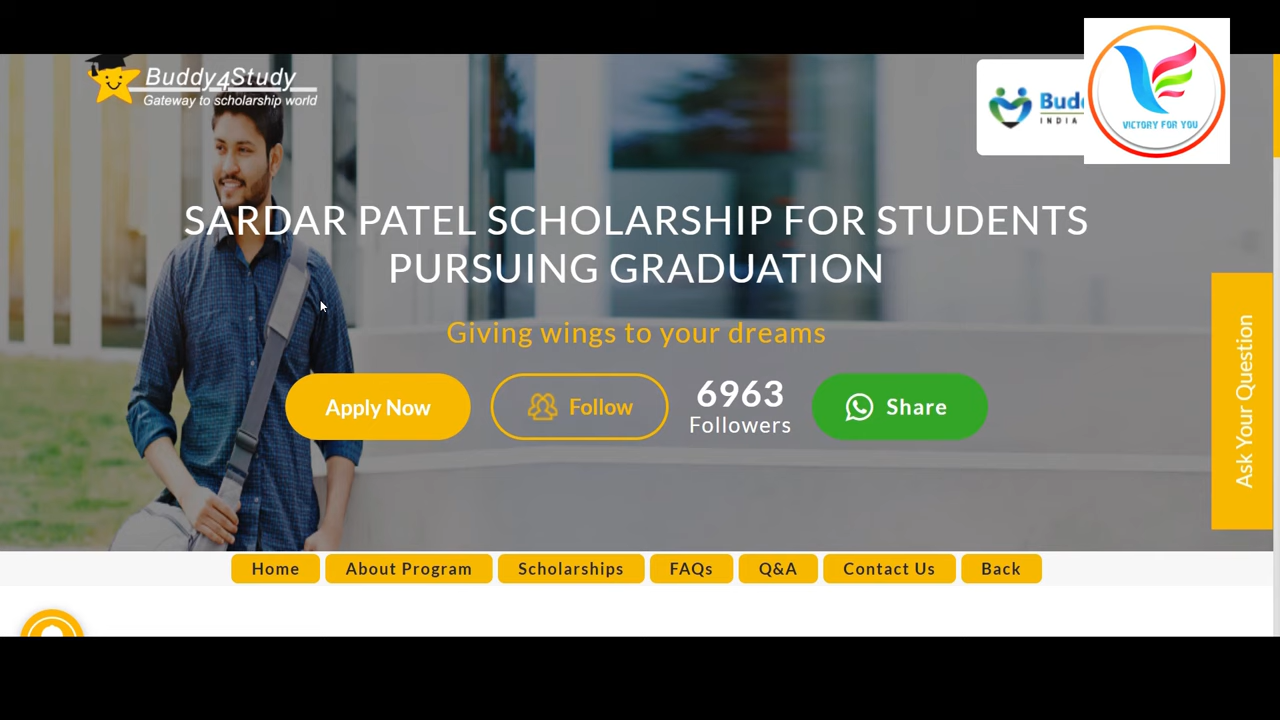 Buddy4Study
Gateway to scholarship world
INDIA
VICTORY FOR YOU
SARDAR PATEL SCHOLARSHIP FOR STUDENTS
PURSUING GRADUATION
Giving wings to your dreams
Apply Now
Follow
6963
Followers
Share
Ask Your Question
Home
About Program
Scholarships
FAQs
Q&A
Contact Us
Back